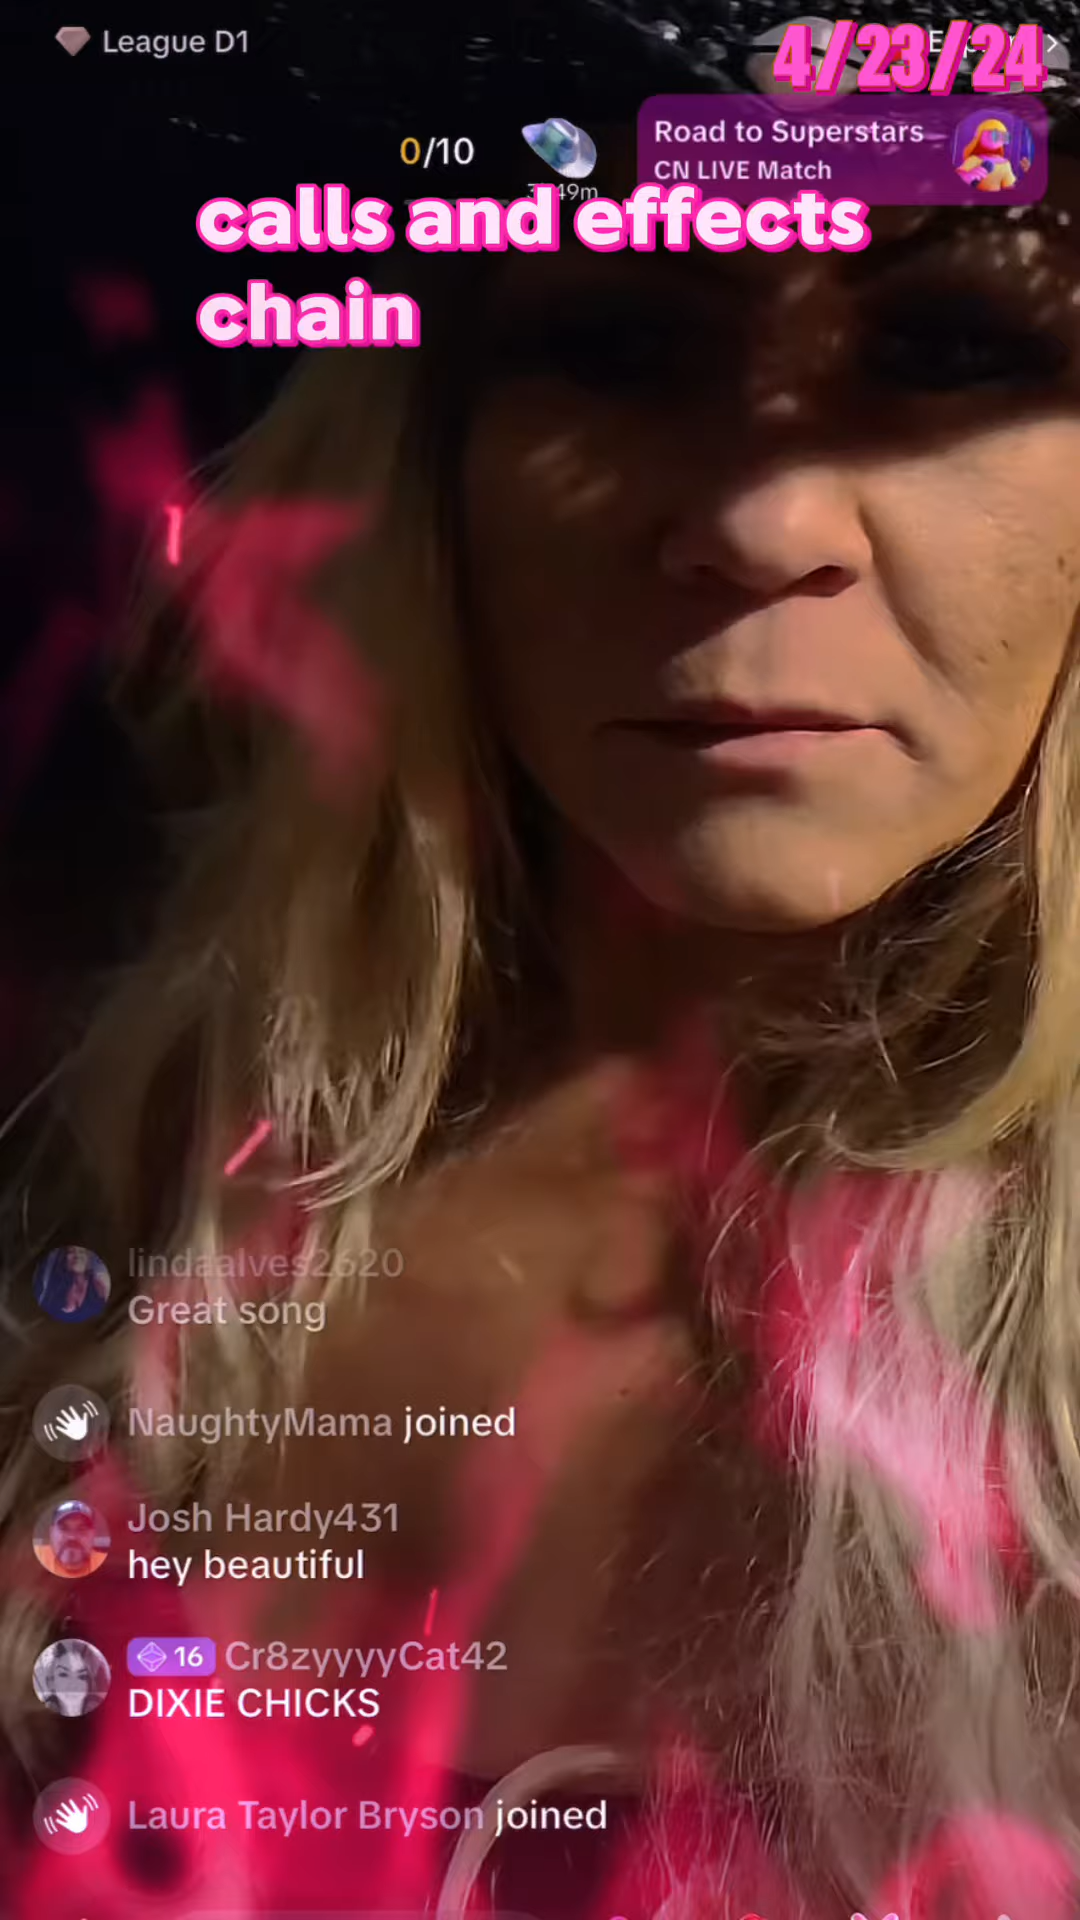 League D1
4/23/24
0/10
Road to Superstars
CN LIVE Match
calls and effects
chain
lindaalves2620
Great song
NaughtyMama joined
Josh Hardy431
hey beautiful
16 Cr8zyyyyCat42
DIXIE CHICKS
Laura Taylor Bryson joined